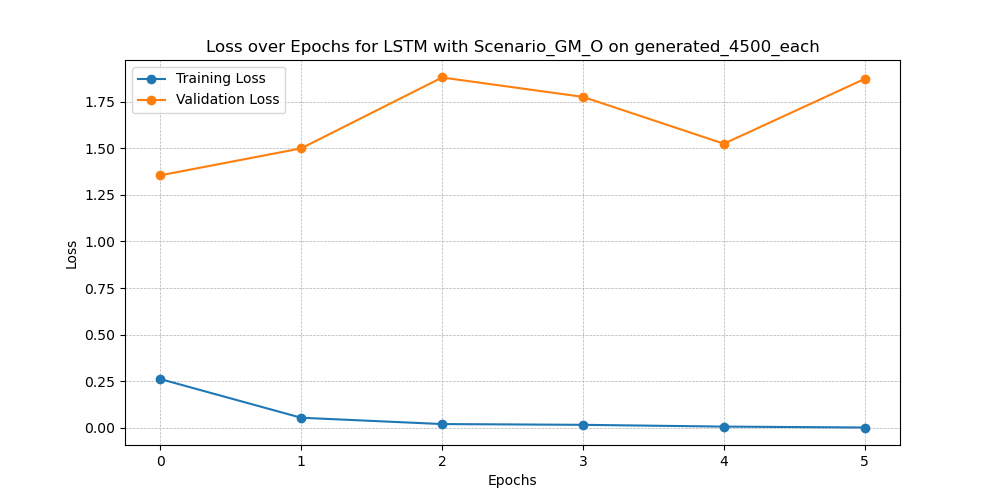 Loss over Epochs for LSTM with Scenario_GM_O on generated_4500_each
Training Loss
Validation Loss
1.75
1.50
1.25
1.00
0.75
0.50
0.25
0.00
Loss
0 1 2 3 4 5
Epochs